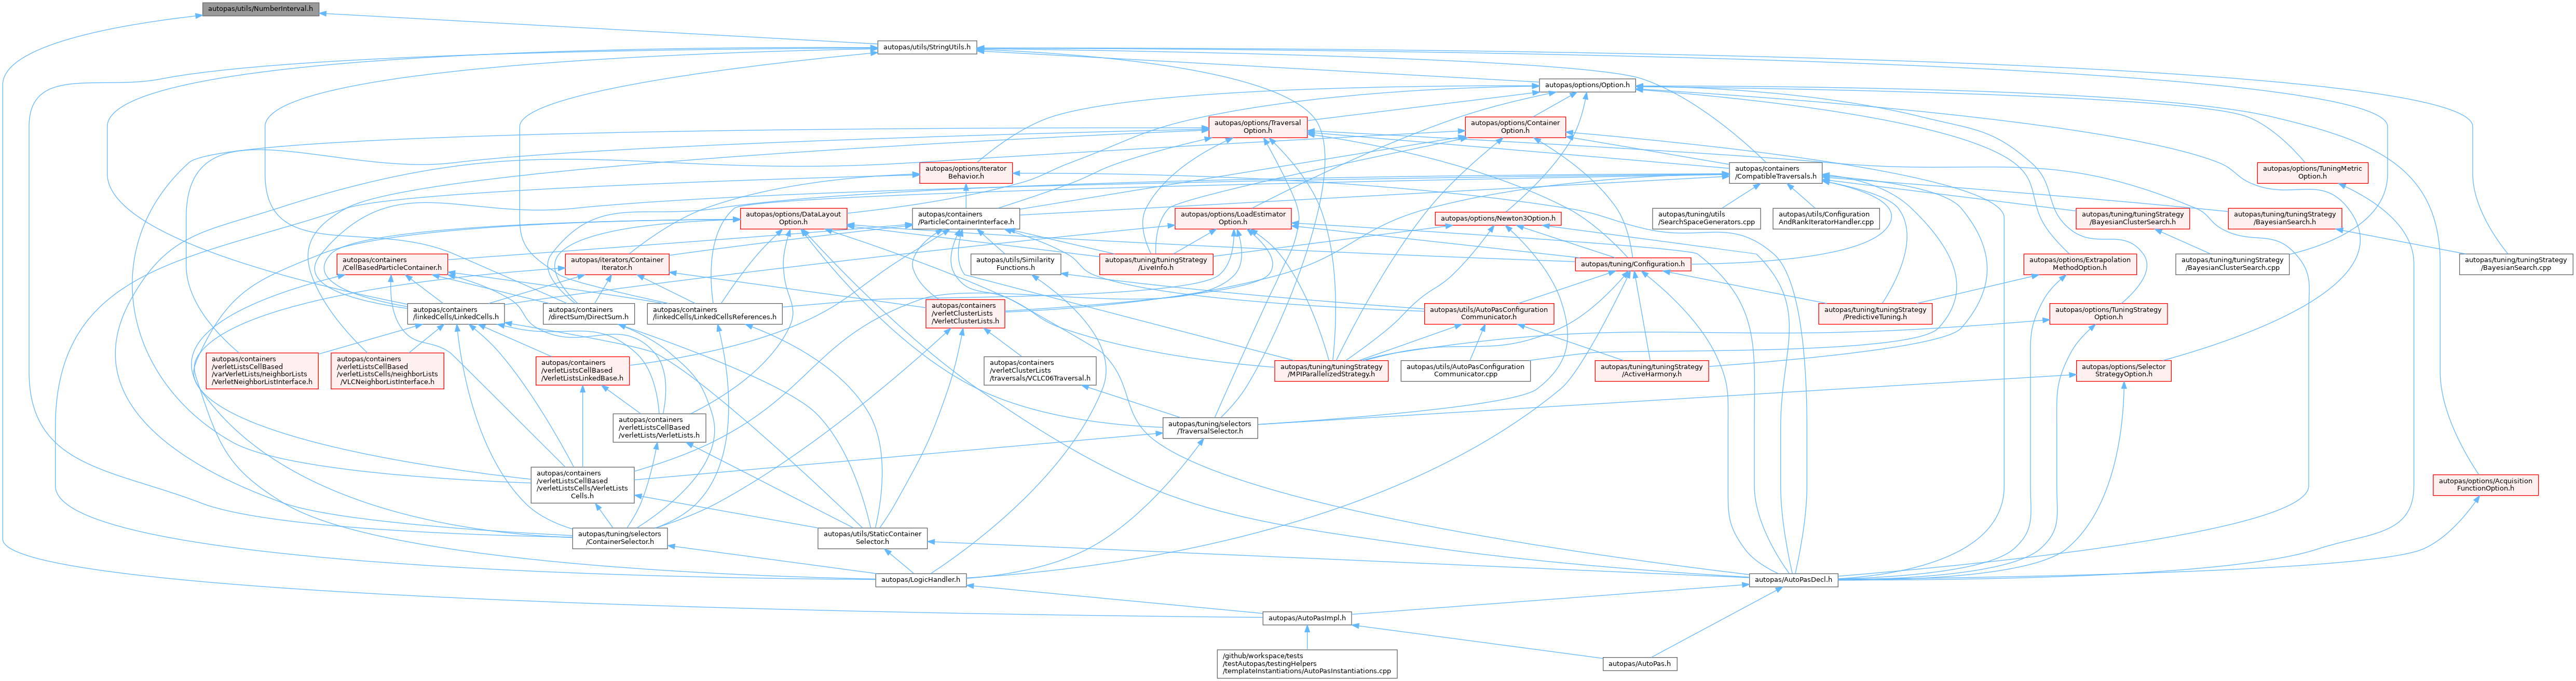 autopas/utils/NumberInterval.h
autopas/utils/StringUtils.h
autopas/options/Option.h
autopas/options/Traversal
Option.h
autopas/options/Container
Option.h
autopas/options/Iterator
Behavior.h
autopas/containers
/CompatibleTraversals.h
autopas/options/TuningMetric
Option.h
autopas/options/DataLayout
Option.h
autopas/containers
/ParticleContainerInterface.h
autopas/options/LoadEstimator
Option.h
autopas/options/Newton3Option.h
autopas/tuning/utils
/SearchSpaceGenerators.cpp
autopas/utils/Configuration
AndRankIteratorHandler.cpp
autopas/tuning/tuningStrategy
/BayesianClusterSearch.h
autopas/tuning/tuningStrategy
/BayesianSearch.h
autopas/containers
/CellBasedParticleContainer.h
autopas/iterators/Container
Iterator.h
autopas/utils/Similarity
Functions.h
autopas/tuning/tuningStrategy
/LiveInfo.h
autopas/tuning/Configuration.h
autopas/options/Extrapolation
MethodOption.h
autopas/tuning/tuningStrategy
/BayesianClusterSearch.cpp
autopas/tuning/tuningStrategy
/BayesianSearch.cpp
autopas/containers
/linkedCells/LinkedCells.h
autopas/containers
/directSum/DirectSum.h
autopas/containers
/linkedCells/LinkedCellsReferences.h
autopas/containers
/verletClusterLists
/VerletClusterLists.h
autopas/utils/AutoPasConfiguration
Communicator.h
autopas/tuning/tuningStrategy
/PredictiveTuning.h
autopas/options/TuningStrategy
Option.h
autopas/containers
/verletListsCellBased
/varVerletLists/neighborLists
/VerletNeighborListInterface.h
autopas/containers
/verletListsCellBased
/verletListsCells/neighborLists
/VLCNeighborListInterface.h
autopas/containers
/verletListsCellBased
/VerletListsLinkedBase.h
autopas/containers
/verletClusterLists
/traversals/VCLC06Traversal.h
autopas/tuning/tuningStrategy
/MPIParallelizedStrategy.h
autopas/utils/AutoPasConfiguration
Communicator.cpp
autopas/tuning/tuningStrategy
/ActiveHarmony.h
autopas/options/Selector
StrategyOption.h
autopas/containers
/verletListsCellBased
/verletLists/VerletLists.h
autopas/tuning/selectors
/TraversalSelector.h
autopas/containers
/verletListsCellBased
/verletListsCells/VerletLists
Cells.h
autopas/options/Acquisition
FunctionOption.h
autopas/tuning/selectors
/ContainerSelector.h
autopas/utils/StaticContainer
Selector.h
autopas/LogicHandler.h
autopas/AutoPasDecl.h
autopas/AutoPasImpl.h
/github/workspace/tests
/testAutopas/testingHelpers
/templateInstantiations/AutoPasInstantiations.cpp
autopas/AutoPas.h